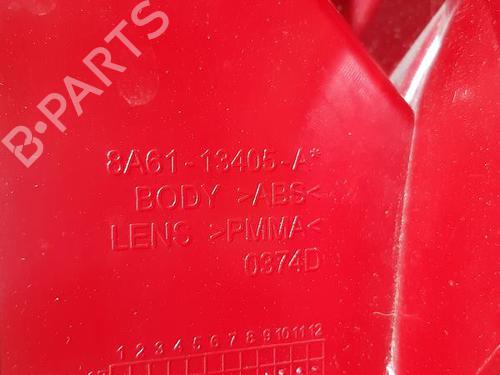 B-PARTS
8A61-13405-A*
BODY >ABS<
LENS >PMMA<
0374D
1 2 3 4 5 6 7 8 9 10 11 12